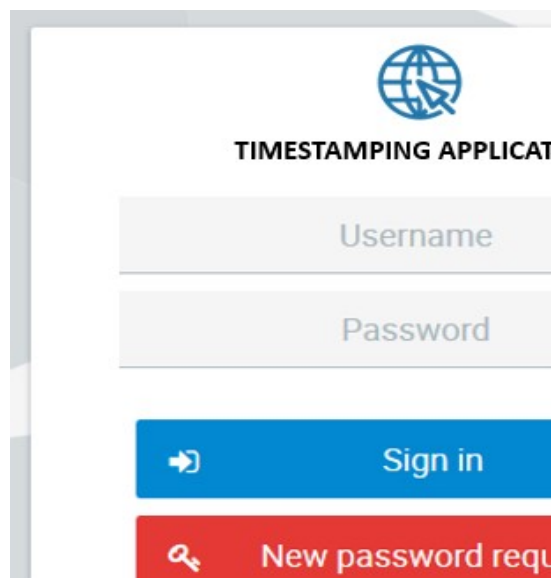 TIMESTAMPING APPLICAT
Username
Password
Sign in
New password requ